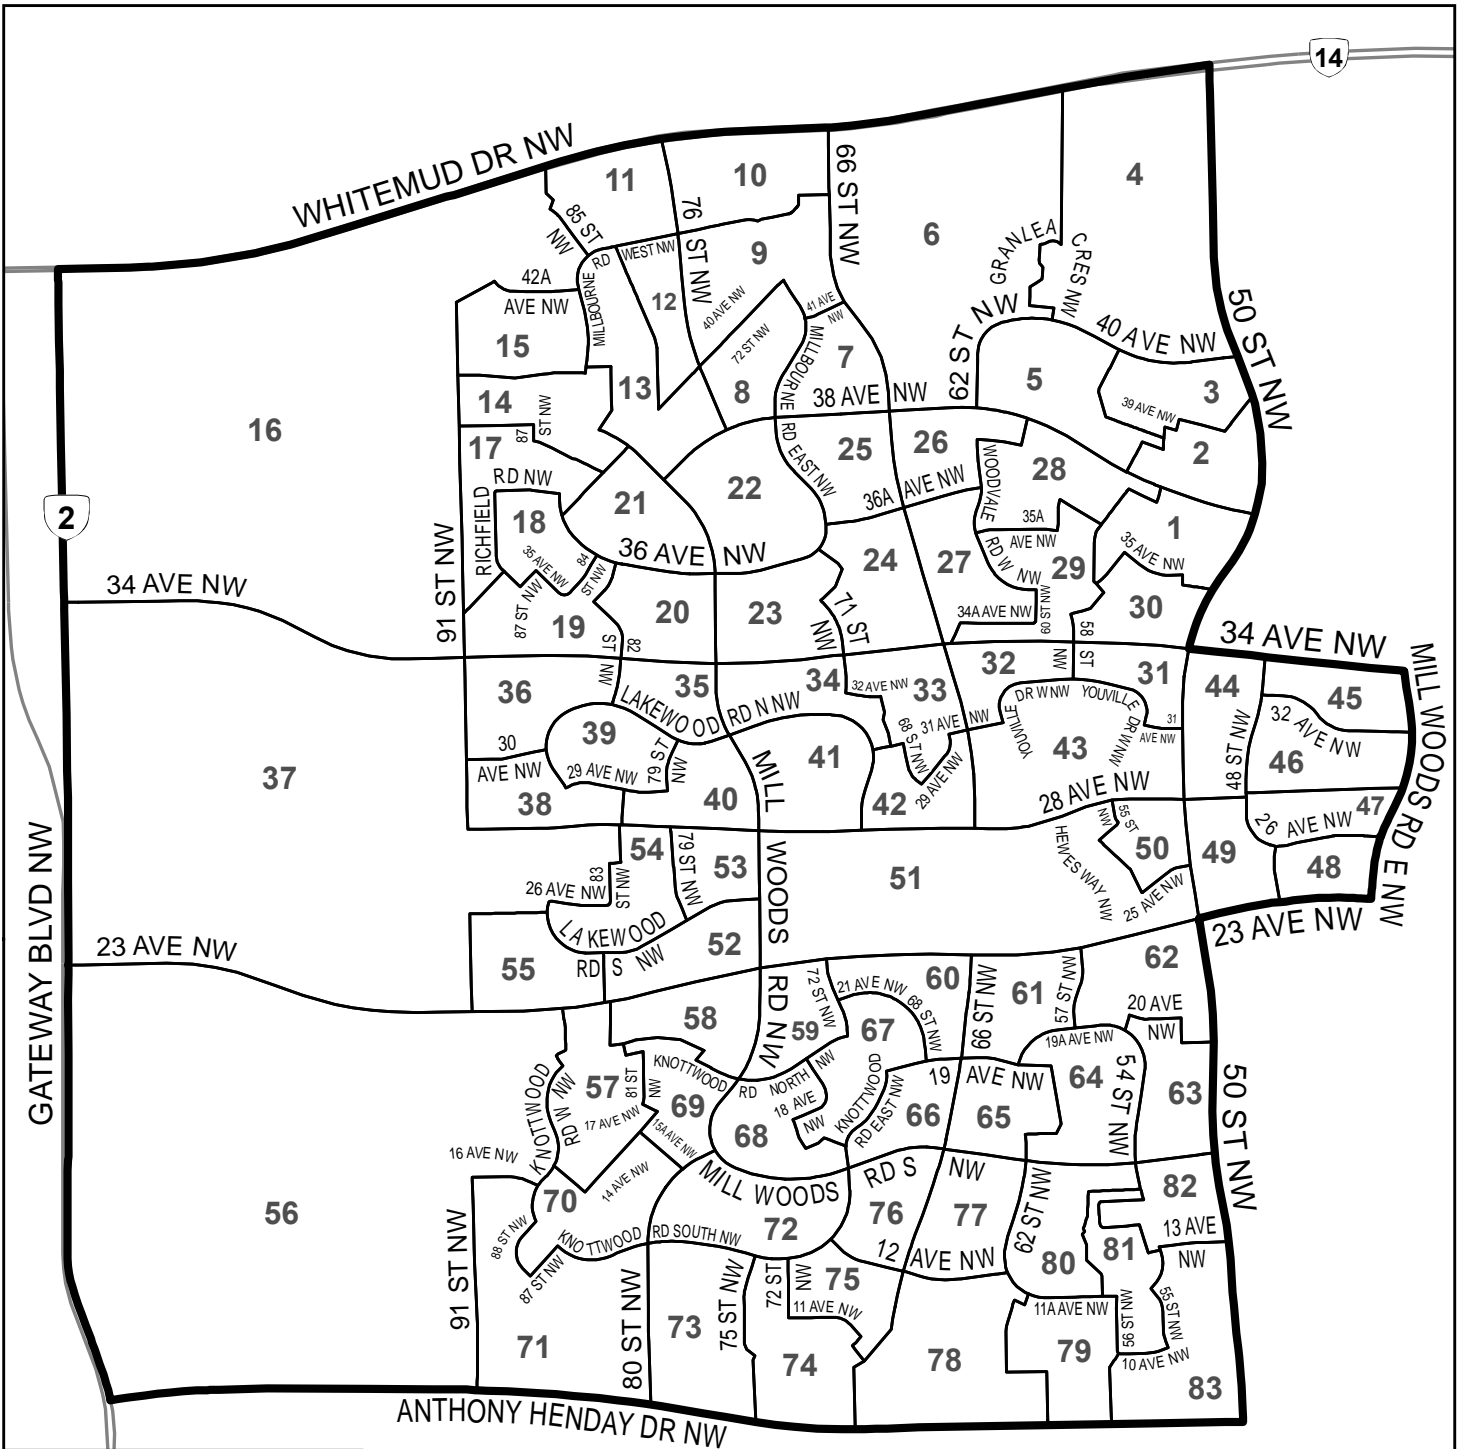 14
WHITEMUD DR NW
11
10
4
76
ST NW
66 ST NW
6
85 ST
NW
RD
WEST NW
9
GRANLEA
CRES NW
42A
AVE NW
MILLBOURNE
12
40 AVE NW
41 AVE
NW
62 ST NW
40 AVE NW
50 ST NW
15
72 ST NW
MILLBOURNE
7
13
8
38 AVE NW
5
3
14
87
ST NW
39 AVE NW
16
17
RD EAST NW
25
26
2
RD NW
22
WOODVALE
28
2
RICHFIELD
18
21
36A AVE NW
35A
AVE NW
1
35 AVE NW
84
ST NW
36 AVE NW
35 AVE NW
24
27
RD W NW
29
34 AVE NW
91 ST NW
87 ST NW
19
20
23
71 ST
NW
34A AVE NW
60 ST NW
30
82
ST
NW
58
ST
NW
34 AVE NW
36
35
34
32 AVE NW
33
32
31
44
45
MILL WOODS RD E NW
LAKEWOOD RD N NW
DR W NW
YOUVILLE
YOUVILLE
DR W NW
31
AVE NW
32 AVE NW
30
AVE NW
39
79 ST
NW
41
68 ST NW
31 AVE NW
43
48 ST NW
46
37
29 AVE NW
MILL
WOODS
RD NW
29 AVE NW
38
40
42
28 AVE NW
47
26 AVE NW
GATEWAY BLVD NW
54
79 ST NW
53
55 ST
NW
50
49
HEWES WAY NW
48
83
ST NW
26 AVE NW
51
25 AVE NW
23 AVE NW
LAKEWOOD
RD S NW
52
23 AVE NW
55
62
72 ST NW
21 AVE NW
60
68 ST NW
66 ST NW
61
57 ST NW
20 AVE
NW
58
59
67
19A AVE NW
KNOTTWOOD
RD W NW
57
81 ST
NW
KNOTTWOOD
RD NORTH NW
19 AVE NW
64
54 ST NW
63
50 ST NW
17 AVE NW
69
18 AVE
NW
KNOTTWOOD
RD EAST NW
66
65
15A AVE NW
68
16 AVE NW
14 AVE NW
MILL WOODS RD S NW
70
62 ST NW
82
56
88 ST NW
KNOTTWOOD RD SOUTH NW
72
76
77
13 AVE
NW
91 ST NW
87 ST NW
12 AVE NW
80
81
80 ST NW
75 ST NW
72 ST
NW
75
11 AVE NW
11A AVE NW
56 ST NW
55 ST NW
71
73
74
78
79
10 AVE NW
83
ANTHONY HENDAY DR NW